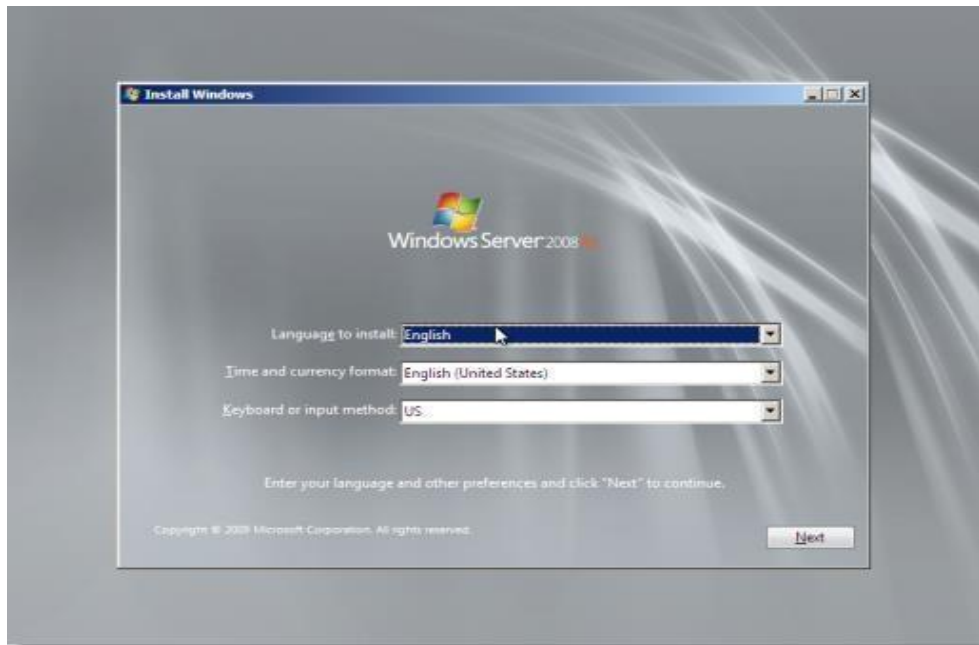 Install Windows
Windows Server 2008 R2
Language to install: English
Time and currency format: English (United States)
Keyboard or input method: US
Enter your language and other preferences and click "Next" to continue.
Copyright © 2009 Microsoft Corporation. All rights reserved.
Next